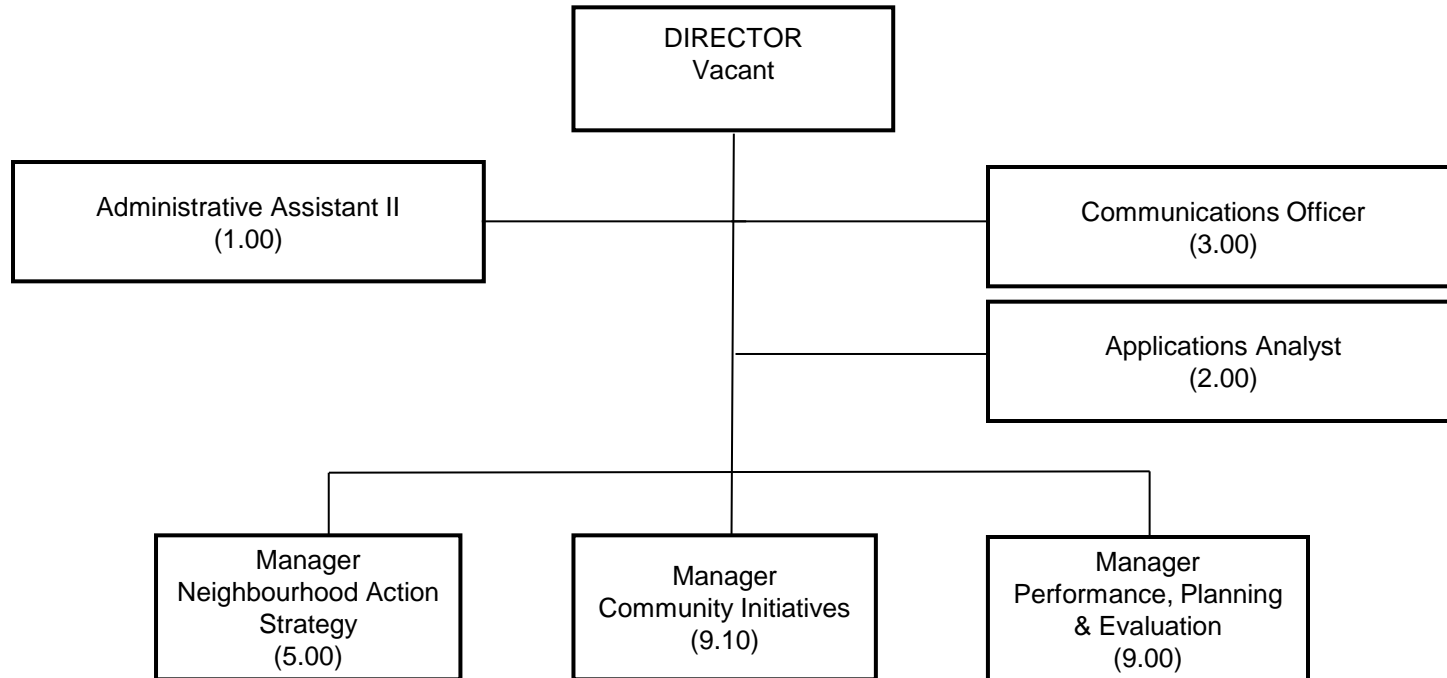 DIRECTOR
Vacant
Administrative Assistant II
(1.00)
Communications Officer
(3.00)
Applications Analyst
(2.00)
Manager
Neighbourhood Action
Strategy
(5.00)
Manager
Community Initiatives
(9.10)
Manager
Performance, Planning
& Evaluation
(9.00)